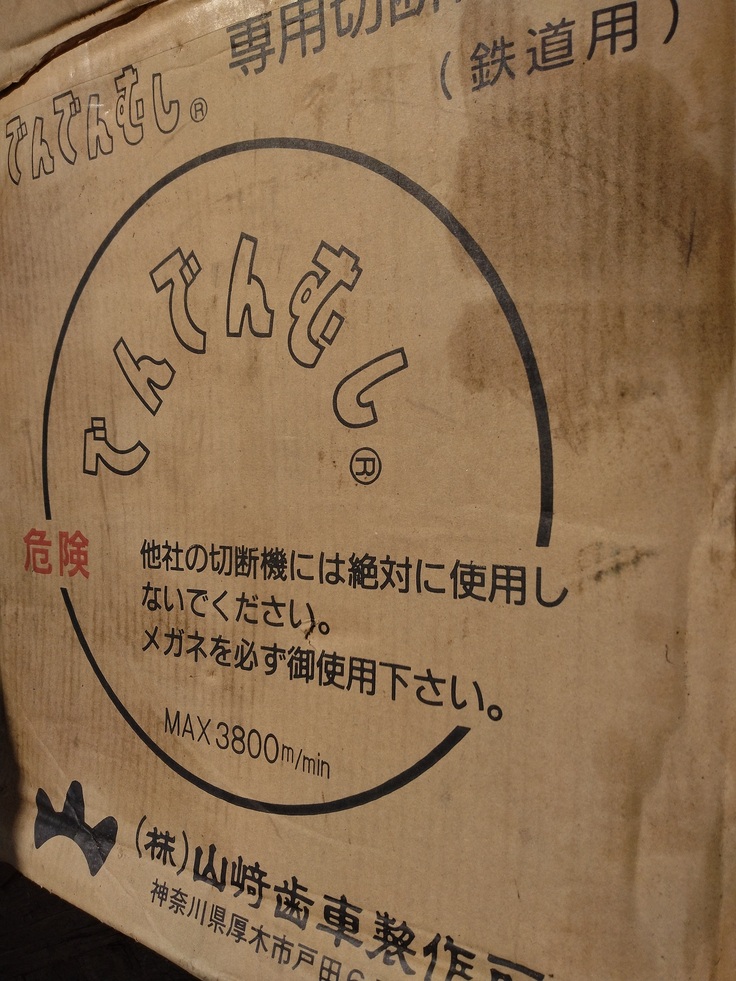 専用切断
(鉄道用)
でんでんむし®
でんでんむし®
危険
他社の切断機には絶対に使用し
ないでください。
メガネを必ず御使用下さい。
MAX3800m/min
(株)山﨑歯車製作所
神奈川県厚木市戸田6